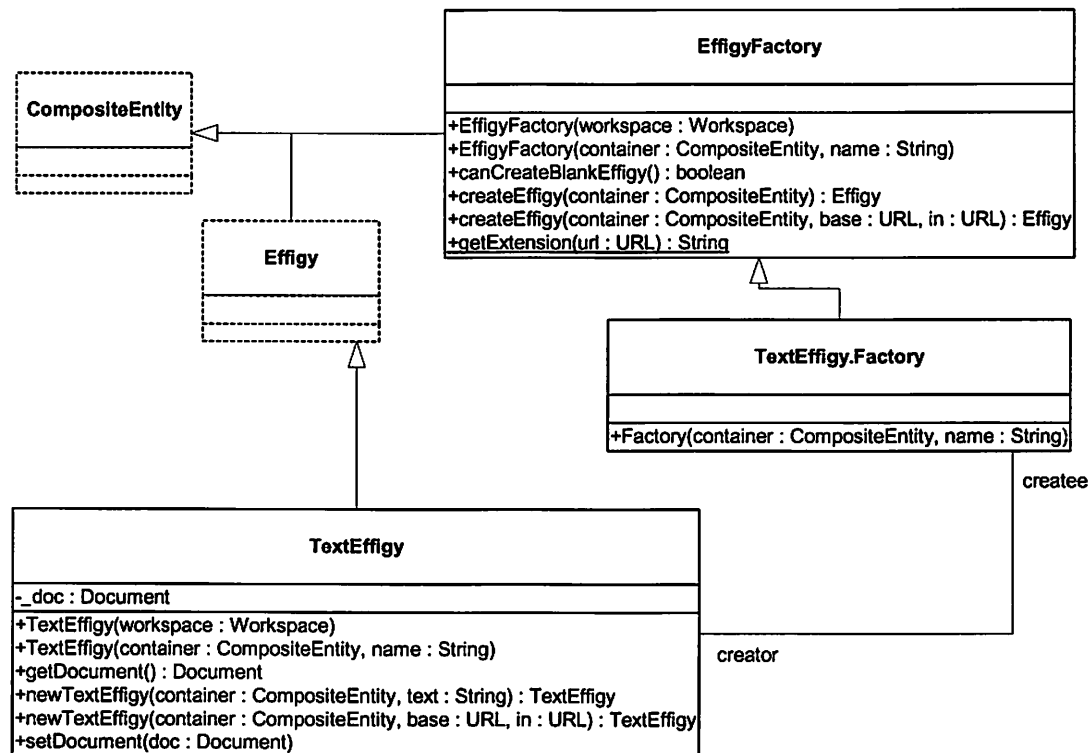 EffigyFactory
+EffigyFactory(workspace : Workspace)
+EffigyFactory(container : CompositeEntity, name : String)
+canCreateBlankEffigy() : boolean
+createEffigy(container : CompositeEntity) : Effigy
+createEffigy(container : CompositeEntity, base : URL, in : URL) : Effigy
+getExtension(url : URL) : String
CompositeEntity
Effigy
TextEffigy.Factory
+Factory(container : CompositeEntity, name : String)
createe
TextEffigy
-_doc : Document
+TextEffigy(workspace : Workspace)
+TextEffigy(container : CompositeEntity, name : String)
+getDocument() : Document
+newTextEffigy(container : CompositeEntity, text : String) : TextEffigy
+newTextEffigy(container : CompositeEntity, base : URL, in : URL) : TextEffigy
+setDocument(doc : Document)
creator